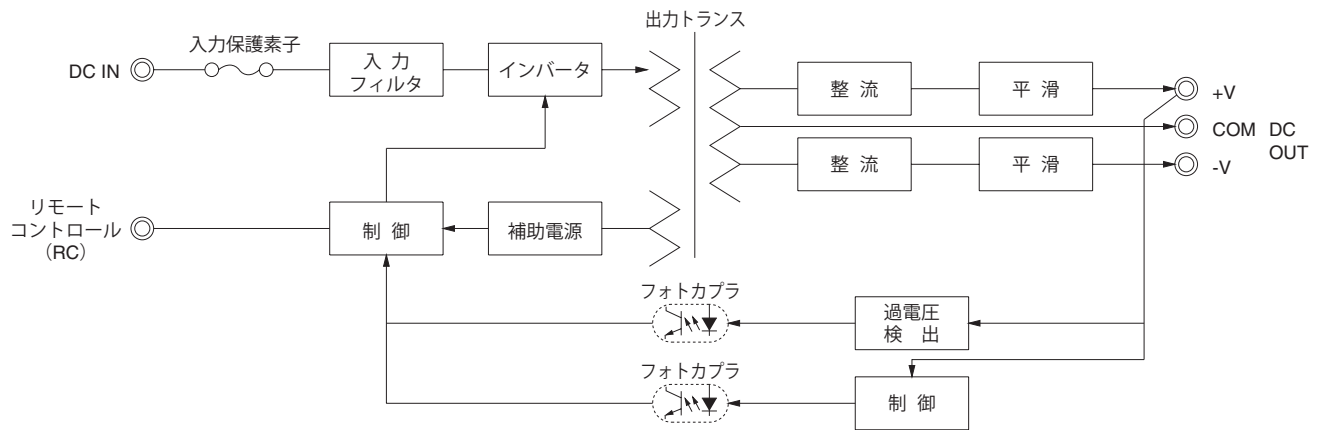 出力トランス
入力保護素子
DC IN
入 力
フィルタ
インバータ
整 流
平 滑
+V
COM
DC
OUT
整 流
平 滑
-V
リモート
コントロール
（RC）
制 御
補助電源
フォトカプラ
過電圧
検 出
フォトカプラ
制 御